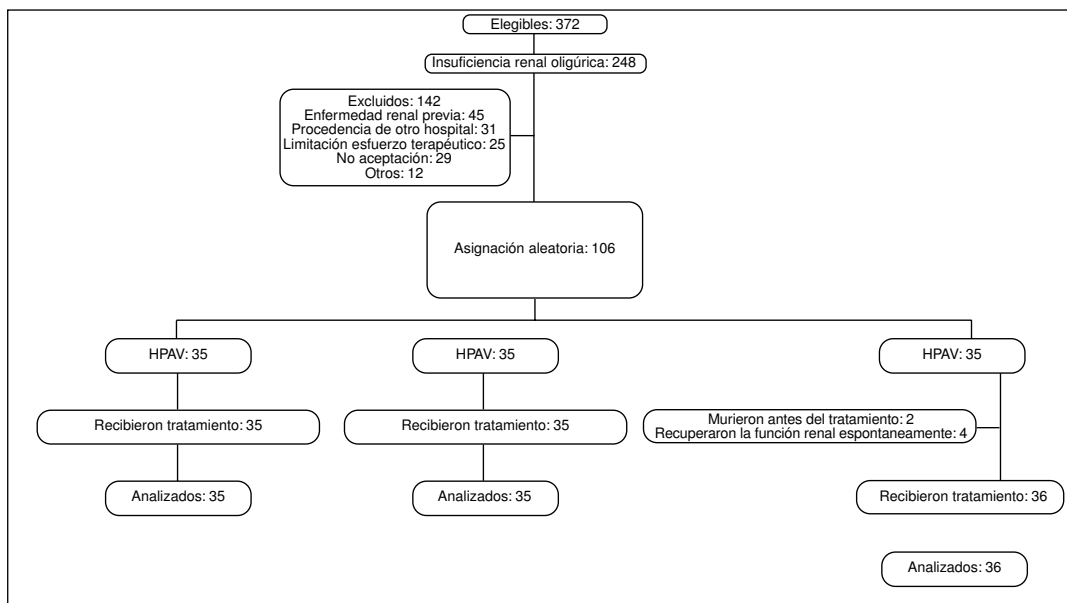 Elegibles: 372
Insuficiencia renal oligúrica: 248
Excluidos: 142
Enfermedad renal previa: 45
Procedencia de otro hospital: 31
Limitación esfuerzo terapéutico: 25
No aceptación: 29
Otros: 12
Asignación aleatoria: 106
HPAV: 35
HPAV: 35
HPAV: 35
Recibieron tratamiento: 35
Recibieron tratamiento: 35
Murieron antes del tratamiento: 2
Recuperaron la función renal espontaneamente: 4
Analizados: 35
Analizados: 35
Recibieron tratamiento: 36
Analizados: 36